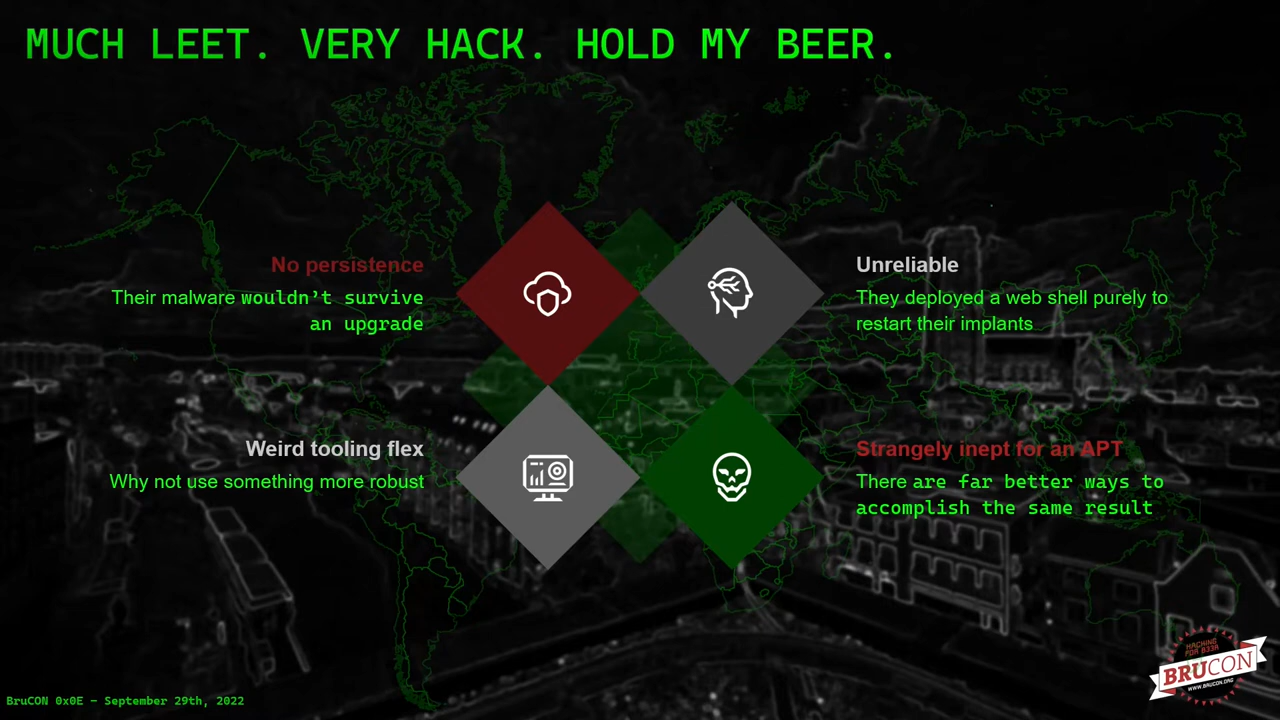 MUCH LEET. VERY HACK. HOLD MY BEER.
No persistence
Their malware wouldn’t survive
an upgrade
Unreliable
They deployed a web shell purely to
restart their implants
Weird tooling flex
Why not use something more robust
Strangely inept for an APT
There are far better ways to
accomplish the same result
HACKING
FOR B33R
BRUCON
WWW.BRUCON.ORG
BruCON 0x0E – September 29th, 2022